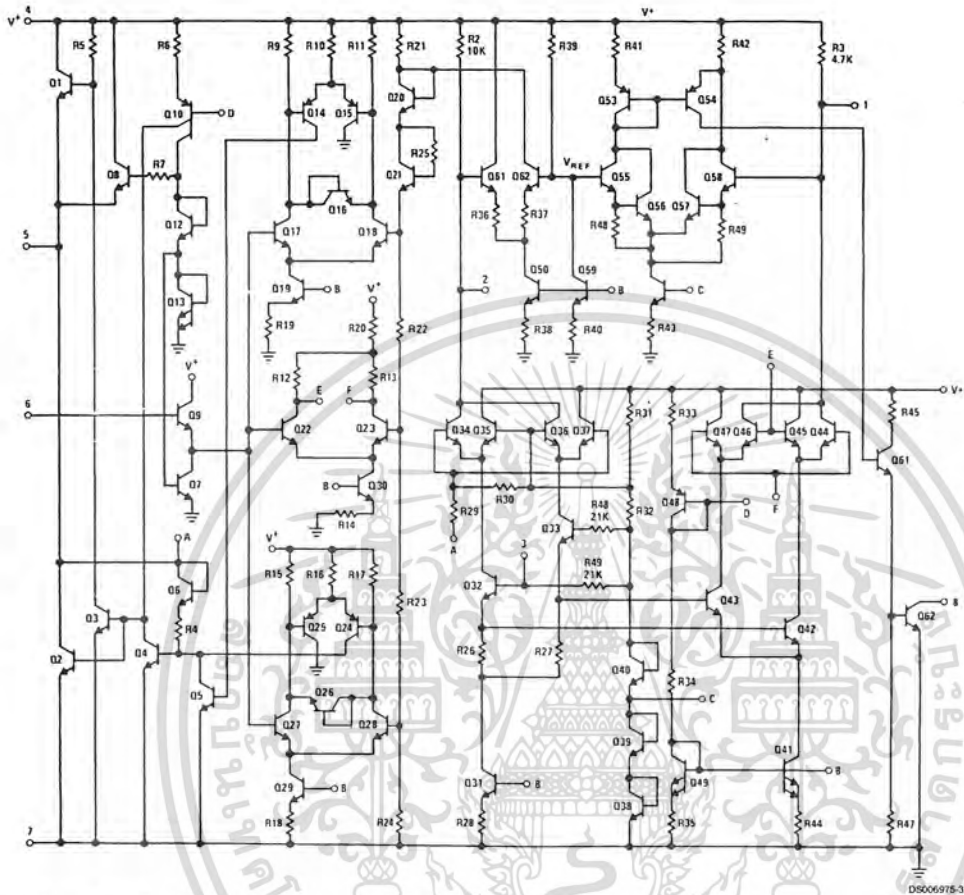 V+ 4
V+
R5
R6
R9
R10
R11
R21
R2
10K
R39
R41
R42
R3
4.7K
Q1
Q10
D
Q14
Q15
Q20
Q53
Q54
1
Q8
R7
R25
Q21
Q61
Q62
VREF
Q55
Q58
Q16
Q56
Q57
Q12
Q17
Q18
R36
R37
R48
R49
5
Q13
Q19
B
V+
2
Q50
Q59
B
C
R19
R20
R22
R38
R40
R43
R12
R13
E
V+
6
Q9
E
F
Q22
Q23
Q34
Q35
Q36
Q37
R31
R33
Q47
Q46
Q45
Q44
R45
Q61
Q7
B
Q30
R30
R29
R32
Q48
D
F
R14
A
Q33
R48
21K
A
V+
R15
R16
R17
3
R49
21K
Q6
R4
Q32
Q43
8
Q62
Q3
Q25
Q24
R23
Q42
Q2
Q4
Q5
Q26
R26
R27
Q40
R34
C
Q27
Q28
Q39
Q29
B
Q31
B
Q49
Q41
B
R18
R24
R28
Q38
R35
R44
R47
7
DS006975-3